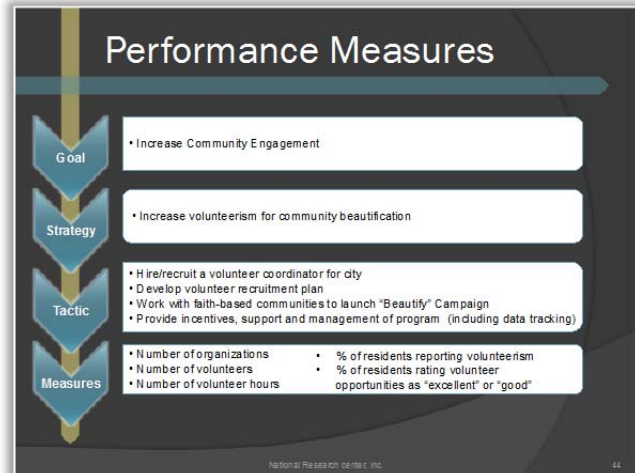 Performance Measures
Goal
• Increase Community Engagement
Strategy
• Increase volunteerism for community beautification
Tactic
• Hire/recruit a volunteer coordinator for city
• Develop volunteer recruitment plan
• Work with faith-based communities to launch “Beautify” Campaign
• Provide incentives, support and management of program (including data tracking)
Measures
• Number of organizations
• Number of volunteers
• Number of volunteer hours
• % of residents reporting volunteerism
• % of residents rating volunteer
opportunities as “excellent” or “good”
National Research center, inc.
44